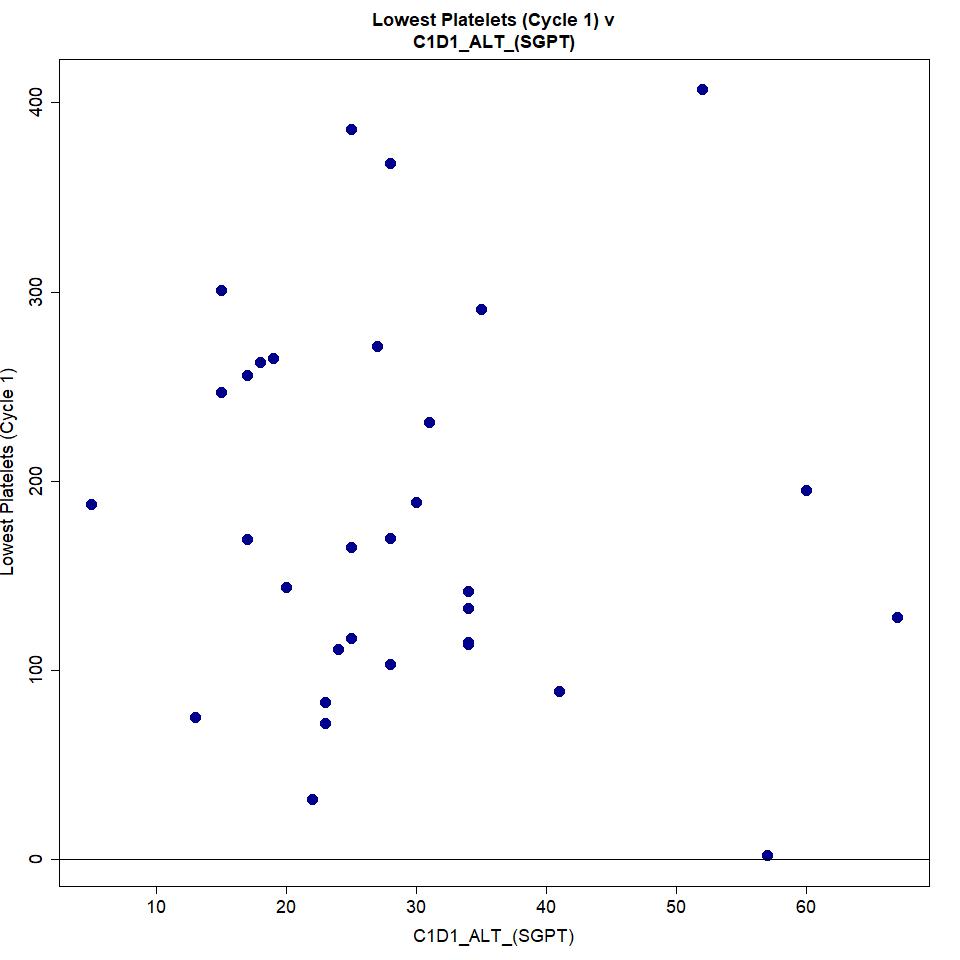 Lowest Platelets (Cycle 1) v
C1D1_ALT_(SGPT)
Lowest Platelets (Cycle 1)
400
300
200
100
0
10 20 30 40 50 60
C1D1_ALT_(SGPT)